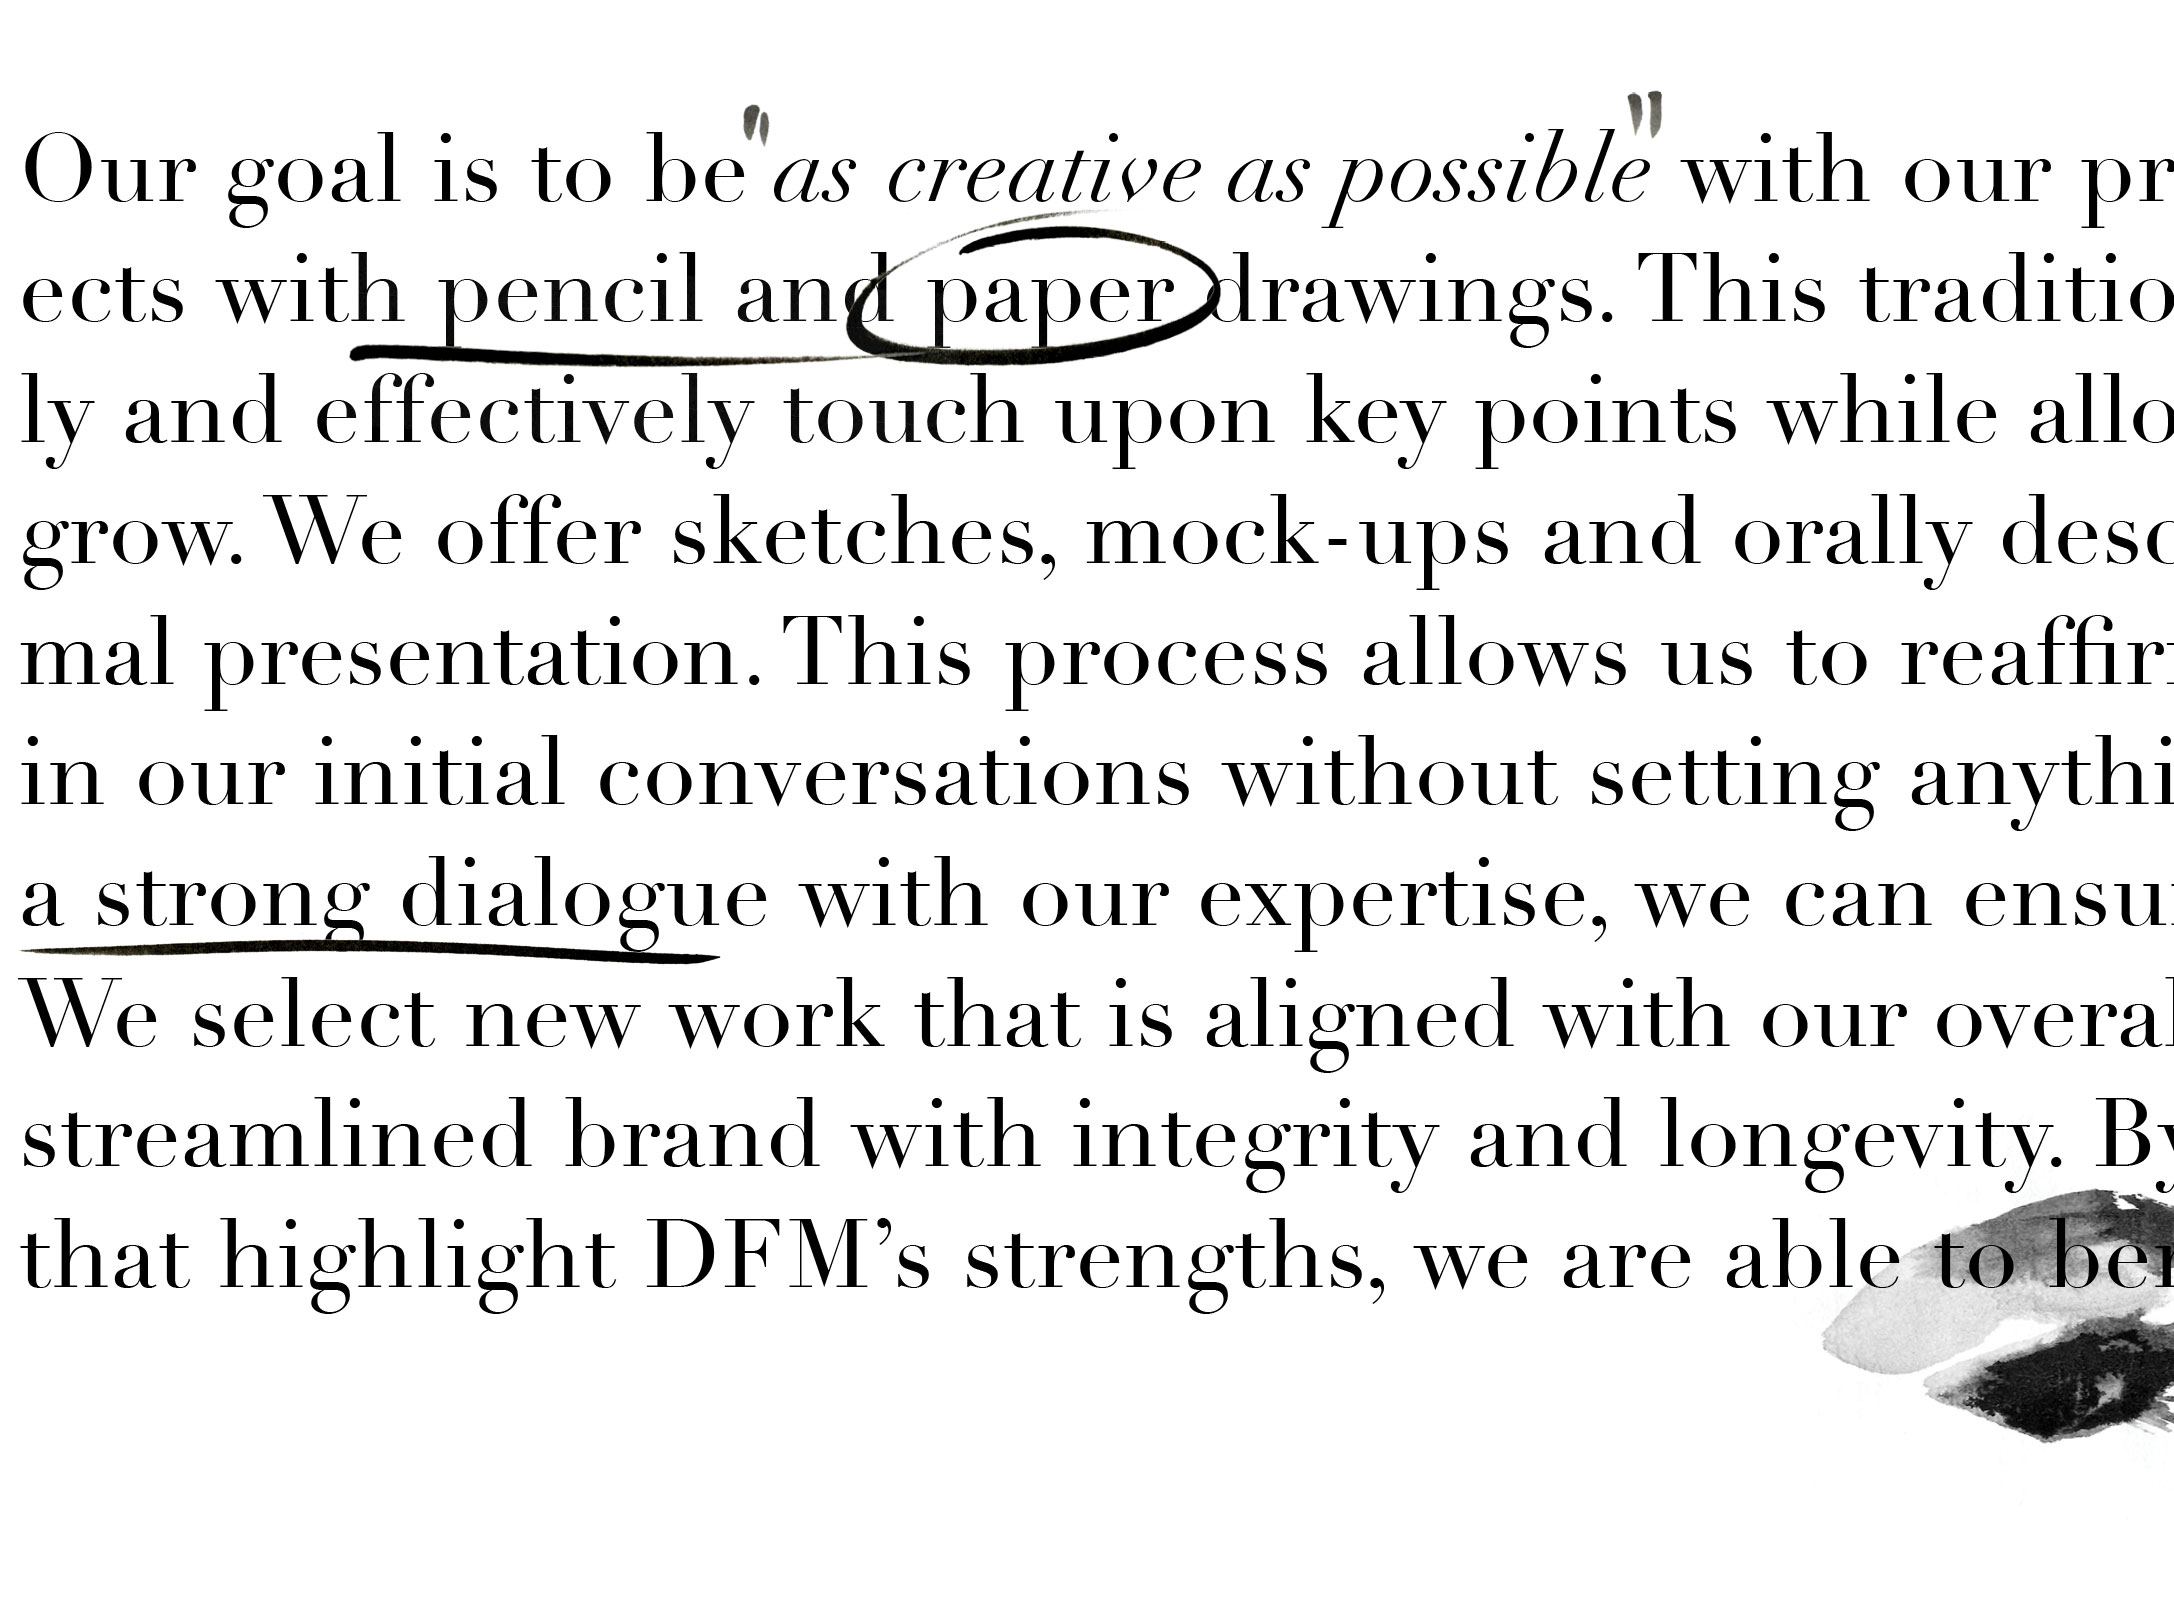 Our goal is to be "as creative as possible" with our pr
ects with pencil and paper drawings. This traditio
ly and effectively touch upon key points while allo
grow. We offer sketches, mock-ups and orally desc
mal presentation. This process allows us to reaffir
in our initial conversations without setting anythi
a strong dialogue with our expertise, we can ensur
We select new work that is aligned with our overal
streamlined brand with integrity and longevity. By
that highlight DFM’s strengths, we are able to ben